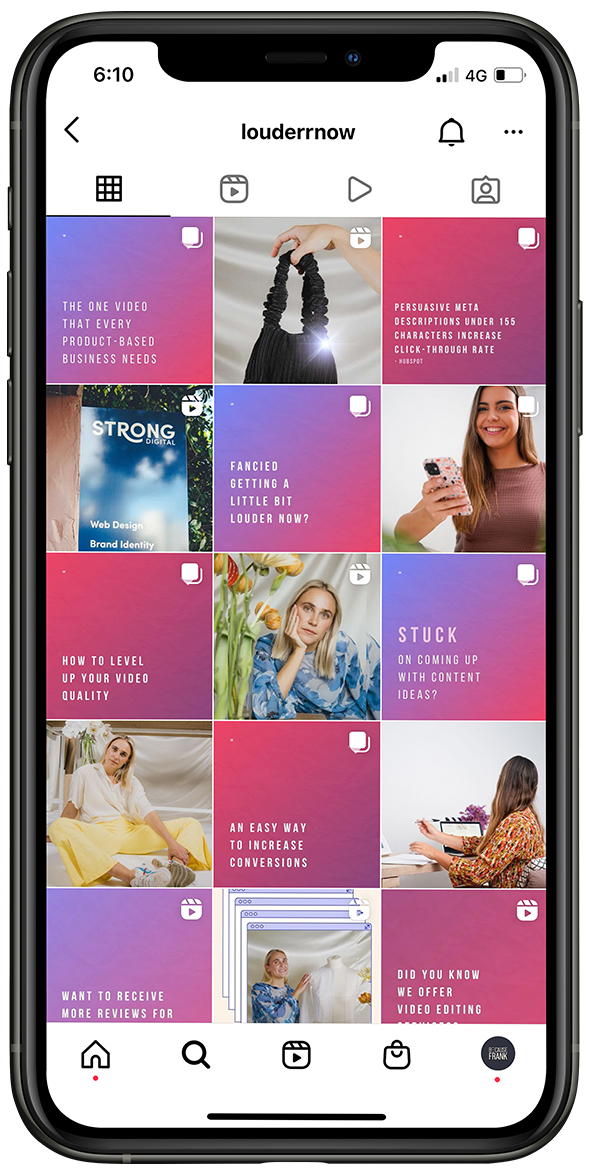 6:10
4G
louderrnow
THE ONE VIDEO
THAT EVERY
PRODUCT-BASED
BUSINESS NEEDS
PERSUASIVE META
DESCRIPTIONS UNDER 155
CHARACTERS INCREASE
CLICK-THROUGH RATE
- HUBSPOT
STRONG
DIGITAL
Web Design
Brand Identity
FANCIED
GETTING A
LITTLE BIT
LOUDER NOW?
HOW TO LEVEL
UP YOUR VIDEO
QUALITY
STUCK
ON COMING UP
WITH CONTENT
IDEAS?
AN EASY WAY
TO INCREASE
CONVERSIONS
WANT TO RECEIVE
MORE REVIEWS FOR
DID YOU KNOW
WE OFFER
VIDEO EDITING
SERVICES?
BECAUSE
FRANK